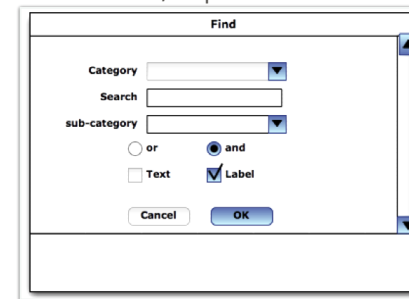 Find
Category
Search
sub-category
or and
Text Label
Cancel OK